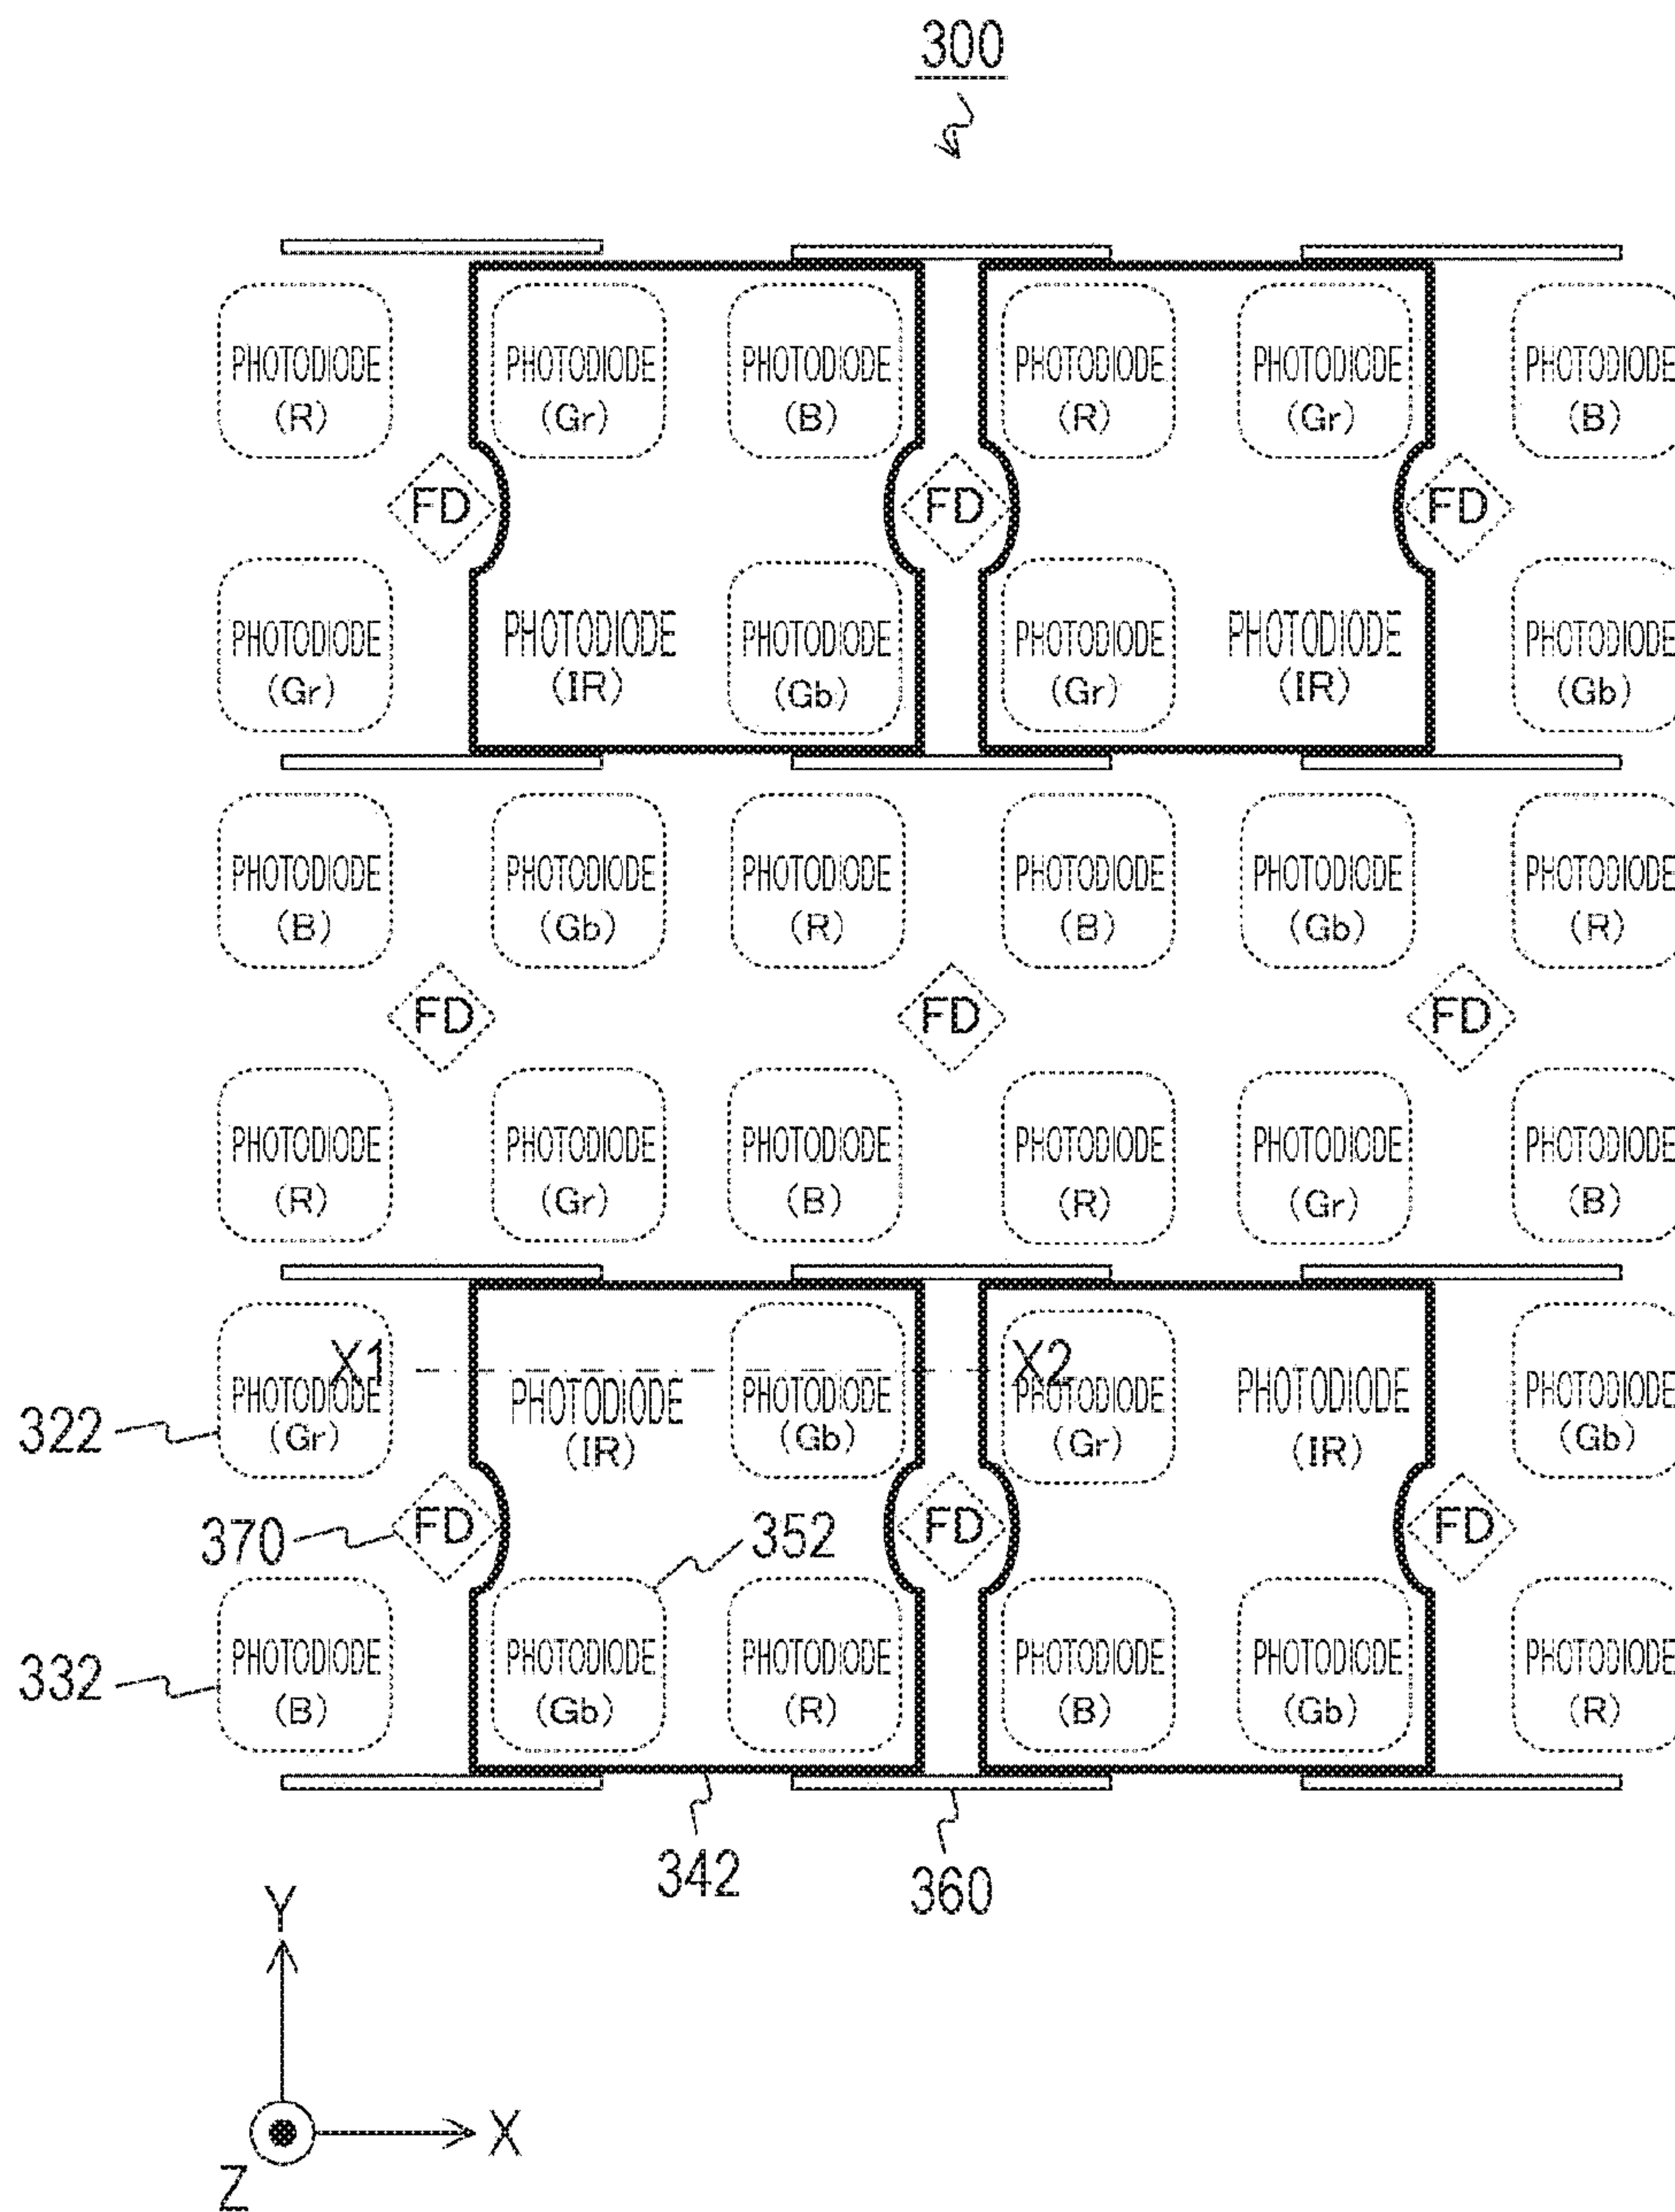 300
PHOTODIODE PHOTODIODE PHOTODIODE PHOTODIODE PHOTODIODE PHOTODIODE
(R) (Gr) (B) (R) (Gr) (B)
FD FD FD
PHOTODIODE PHOTODIODE PHOTODIODE PHOTODIODE PHOTODIODE PHOTODIODE
(Gr) (IR) (Gb) (Gr) (IR) (Gb)
PHOTODIODE PHOTODIODE PHOTODIODE PHOTODIODE PHOTODIODE PHOTODIODE
(B) (Gb) (R) (B) (Gb) (R)
FD FD FD
PHOTODIODE PHOTODIODE PHOTODIODE PHOTODIODE PHOTODIODE PHOTODIODE
(R) (Gr) (B) (R) (Gr) (B)
X1 X2
PHOTODIODE PHOTODIODE PHOTODIODE PHOTODIODE PHOTODIODE PHOTODIODE
322 (Gr) (IR) (Gb) (Gr) (IR) (Gb)
370 FD 352 FD FD
332 PHOTODIODE PHOTODIODE PHOTODIODE PHOTODIODE PHOTODIODE PHOTODIODE
(B) (Gb) (R) (B) (Gb) (R)
342 360
Y
X
Z